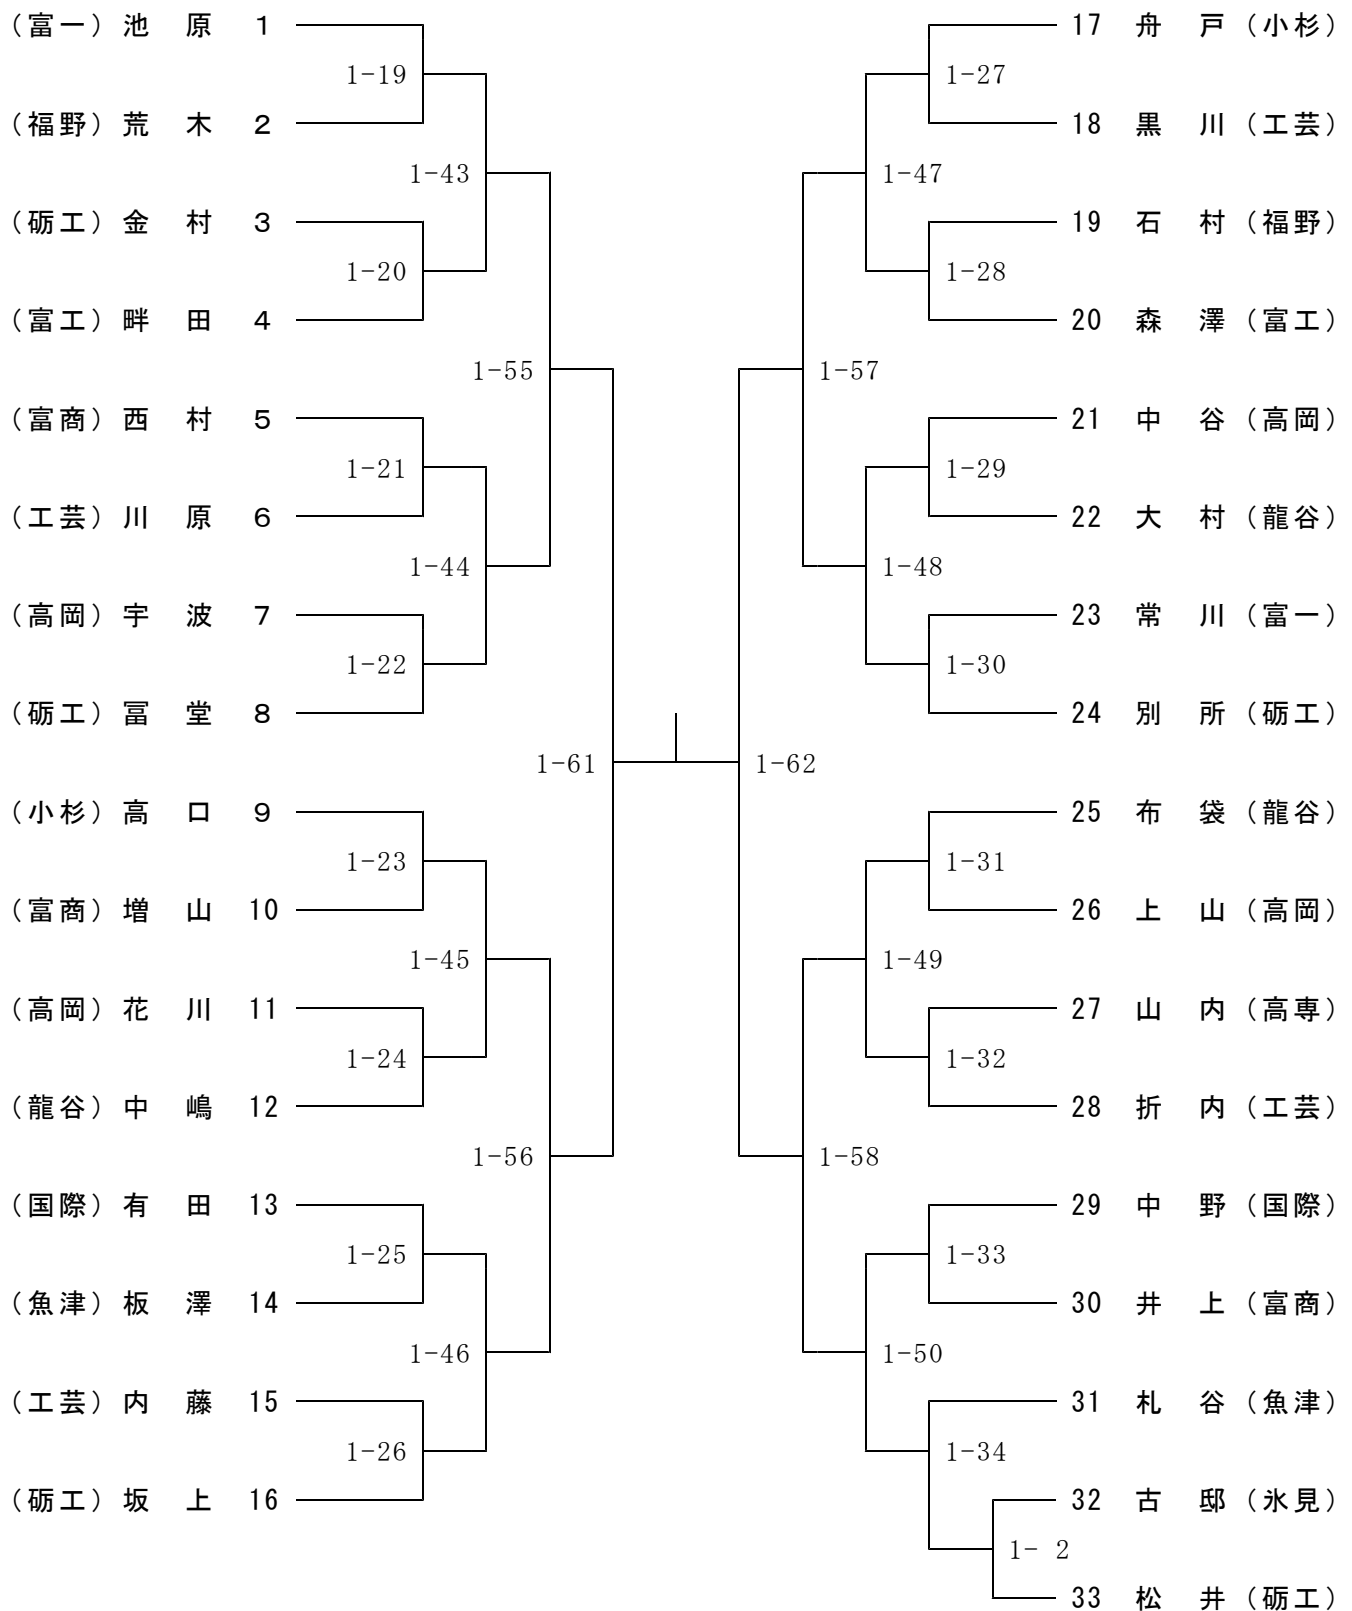 （富一）池　原　1
1-19
（福野）荒　木　2
1-43
（砺工）金　村　3
1-20
（富工）畔　田　4
1-55
（富商）西　村　5
1-21
（工芸）川　原　6
1-44
（高岡）宇　波　7
1-22
（砺工）冨　堂　8
1-61
（小杉）高　口　9
1-23
（富商）増　山　10
1-45
（高岡）花　川　11
1-24
（龍谷）中　嶋　12
1-56
（国際）有　田　13
1-25
（魚津）板　澤　14
1-46
（工芸）内　藤　15
1-26
（砺工）坂　上　16
17　舟　戸（小杉）
1-27
18　黒　川（工芸）
1-47
19　石　村（福野）
1-28
20　森　澤（富工）
1-57
21　中　谷（高岡）
1-29
22　大　村（龍谷）
1-48
23　常　川（富一）
1-30
24　別　所（砺工）
1-62
25　布　袋（龍谷）
1-31
26　上　山（高岡）
1-49
27　山　内（高専）
1-32
28　折　内（工芸）
1-58
29　中　野（国際）
1-33
30　井　上（富商）
1-50
31　札　谷（魚津）
1-34
32　古　邸（氷見）
1- 2
33　松　井（砺工）